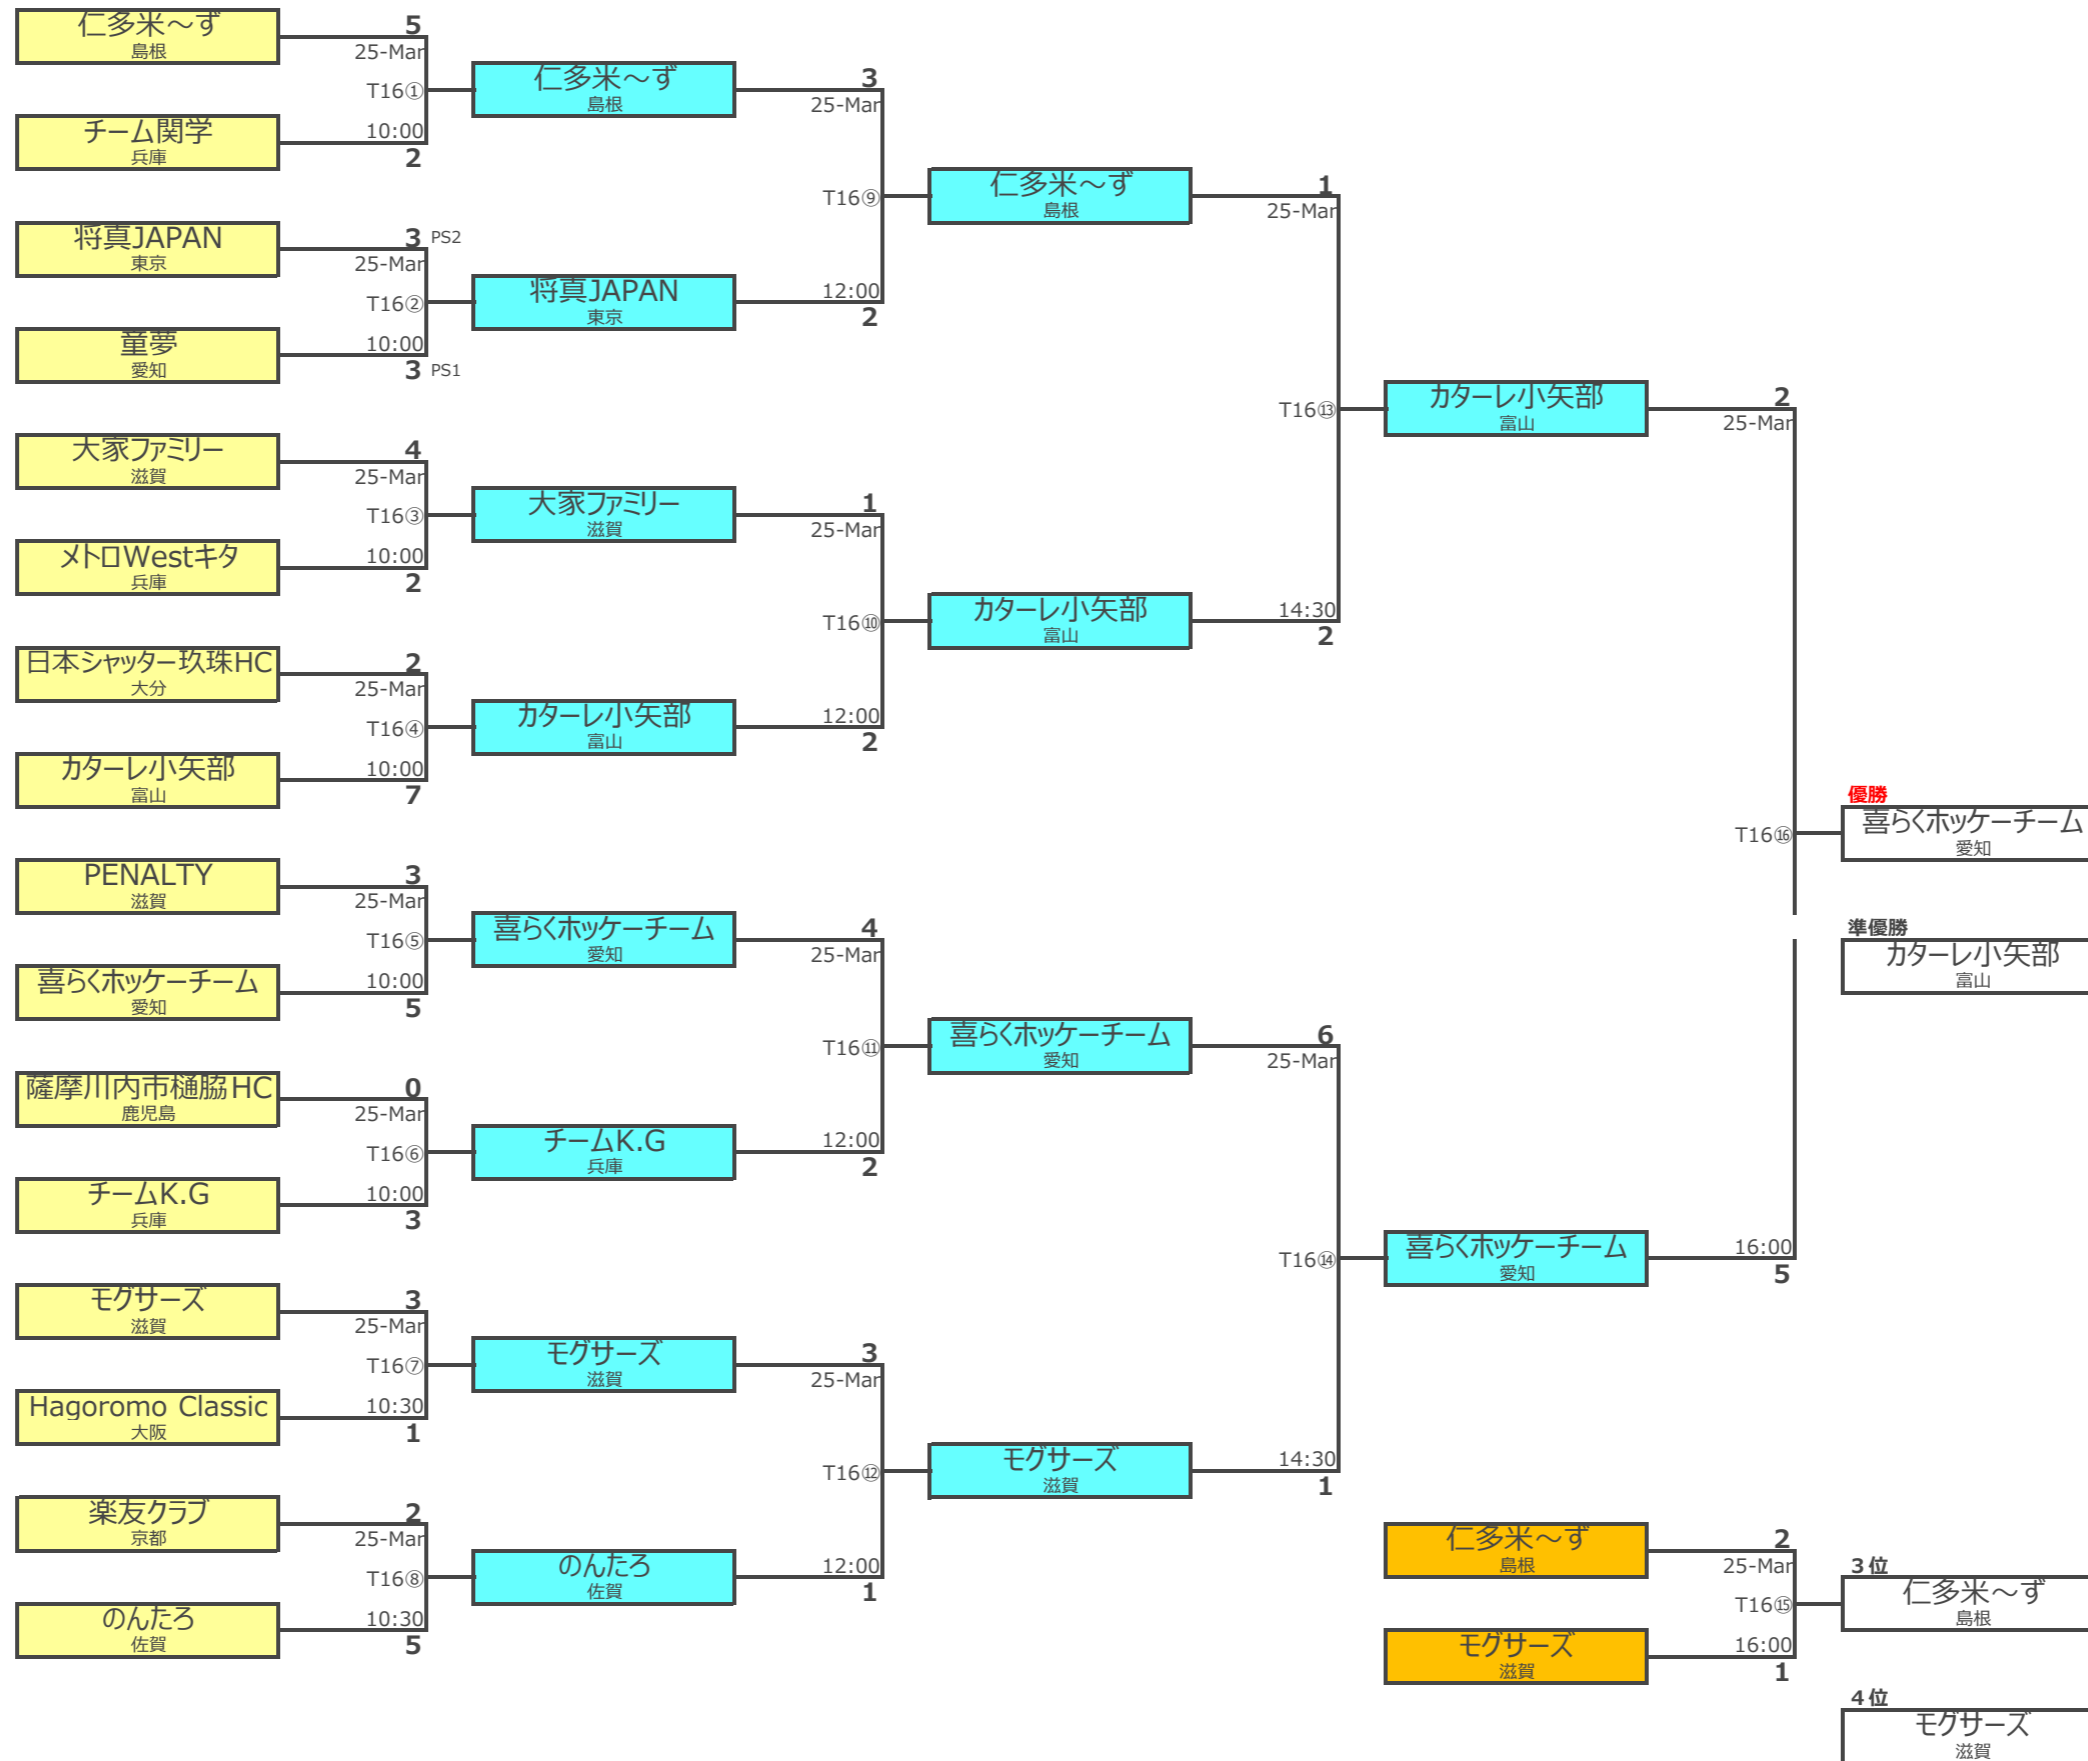 仁多米～ず
島根
5
25-Mar
T16①
10:00
2
チーム関学
兵庫
将真JAPAN
東京
3 PS2
25-Mar
T16②
10:00
3 PS1
童夢
愛知
大家ファミリー
滋賀
4
25-Mar
T16③
10:00
2
メトロWestキタ
兵庫
日本シャッター玖珠HC
大分
2
25-Mar
T16④
10:00
7
カターレ小矢部
富山
PENALTY
滋賀
3
25-Mar
T16⑤
10:00
5
喜らくホッケーチーム
愛知
薩摩川内市樋脇HC
鹿児島
0
25-Mar
T16⑥
10:00
3
チームK.G
兵庫
モグサーズ
滋賀
3
25-Mar
T16⑦
10:30
1
Hagoromo Classic
大阪
楽友クラブ
京都
2
25-Mar
T16⑧
10:30
5
のんたろ
佐賀
仁多米～ず
島根
3
25-Mar
T16⑨
12:00
2
将真JAPAN
東京
大家ファミリー
滋賀
1
25-Mar
T16⑩
12:00
2
カターレ小矢部
富山
喜らくホッケーチーム
愛知
4
25-Mar
T16⑪
12:00
2
チームK.G
兵庫
モグサーズ
滋賀
3
25-Mar
T16⑫
12:00
1
のんたろ
佐賀
仁多米～ず
島根
1
25-Mar
T16⑬
14:30
2
カターレ小矢部
富山
喜らくホッケーチーム
愛知
6
25-Mar
T16⑭
14:30
1
モグサーズ
滋賀
カターレ小矢部
富山
2
25-Mar
T16⑯
16:00
5
喜らくホッケーチーム
愛知
優勝
喜らくホッケーチーム
愛知
準優勝
カターレ小矢部
富山
仁多米～ず
島根
2
25-Mar
T16⑮
16:00
1
モグサーズ
滋賀
３位
仁多米～ず
島根
４位
モグサーズ
滋賀